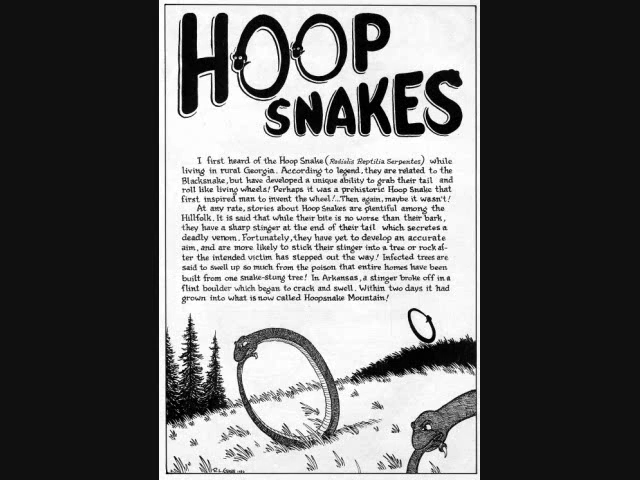 HOOP
SNAKES
I first heard of the Hoop Snake (Radialis Reptilia Serpentes) while
living in rural Georgia. According to legend, they are related to the
Blacksnake, but have developed a unique ability to grab their tail and
roll like living wheels! Perhaps it was a prehistoric Hoop Snake that
first inspired man to invent the wheel!...Then again, maybe it wasn't!
At any rate, stories about Hoop Snakes are plentiful among the
Hillfolk. It is said that while their bite is no worse than their bark,
they have a sharp stinger at the end of their tail which secretes a
deadly venom. Fortunately, they have yet to develop an accurate
aim, and are more likely to stick their stinger into a tree or rock af-
ter the intended victim has stepped out the way! Infected trees are
said to swell up so much from the poison that entire homes have been
built from one snake-stung tree! In Arkansas, a stinger broke off in a
flint boulder which began to crack and swell. Within two days it had
grown into what is now called Hoopsnake Mountain!